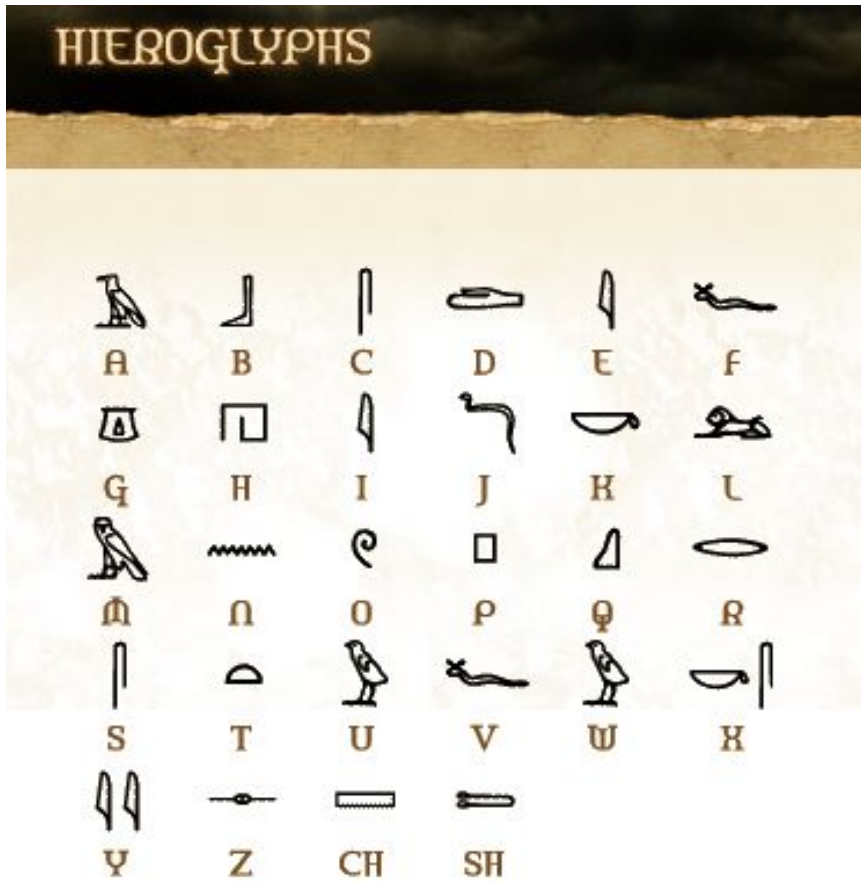 HIEROGLYPHS
A B C D E F
G H I J K L
M N O P Q R
S T U V W X
Y Z CH SH